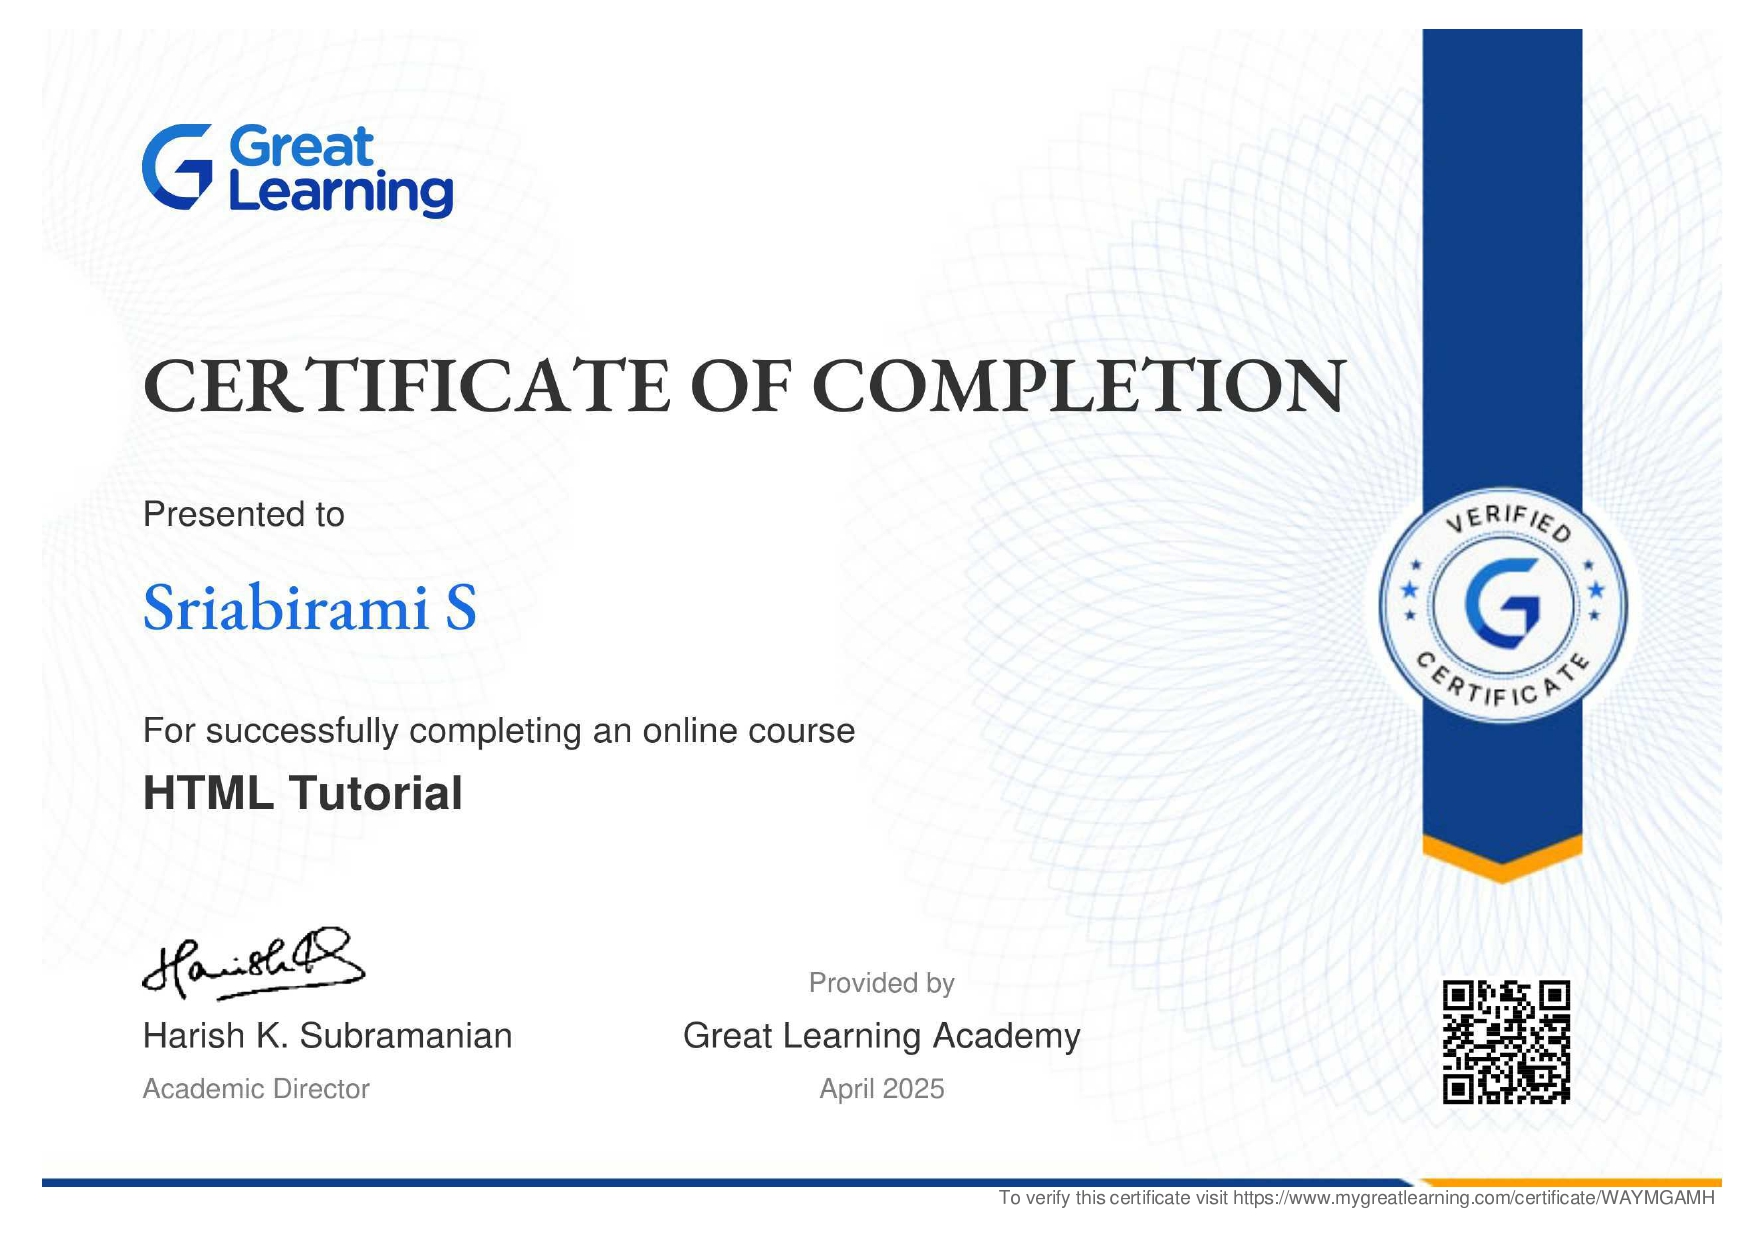 Great
Learning
CERTIFICATE OF COMPLETION
Presented to
Sriabirami S
For successfully completing an online course
HTML Tutorial
VERIFIED
CERTIFICATE
Harish K. Subramanian
Academic Director
Provided by
Great Learning Academy
April 2025
To verify this certificate visit https://www.mygreatlearning.com/certificate/WAYMGAMH